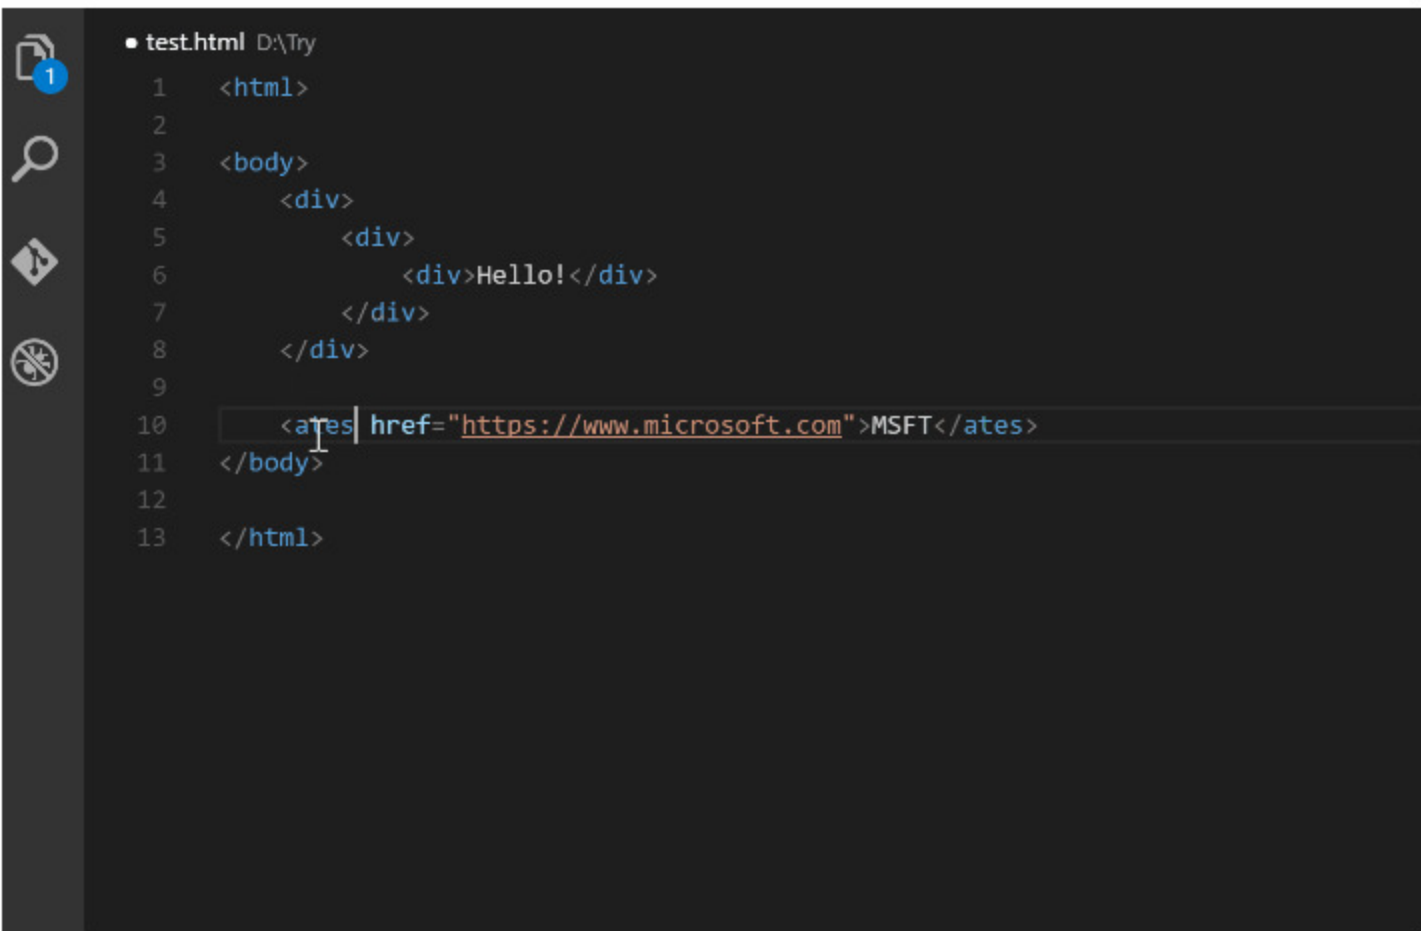 ● test.html D:\Try
1
1 <html>
2
3 <body>
4     <div>
5         <div>
6             <div>Hello!</div>
7         </div>
8     </div>
9
10     <ates href="https://www.microsoft.com">MSFT</ates>
11 </body>
12
13 </html>